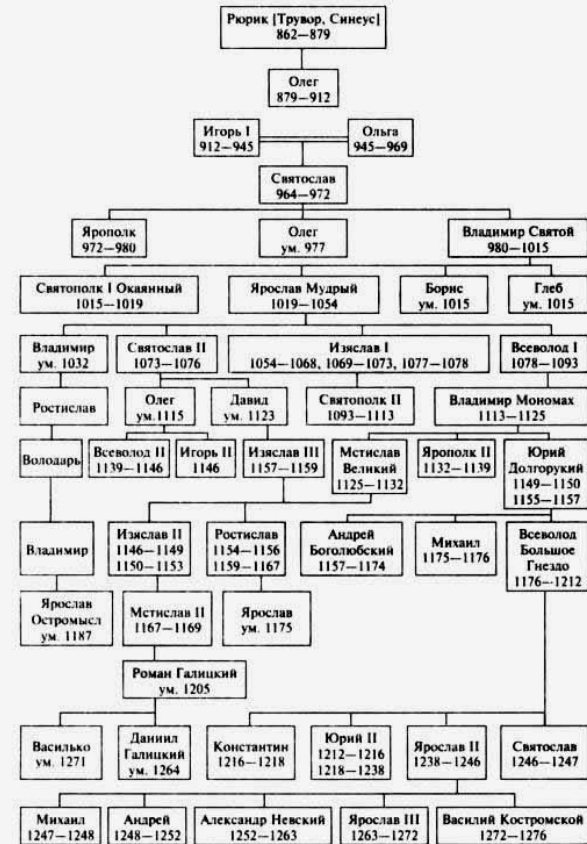 Рюрик [Трувор, Синеус]
862—879
Олег
879—912
Игорь I
912—945
Ольга
945—969
Святослав
964—972
Ярополк
972—980
Олег
ум. 977
Владимир Святой
980—1015
Святополк I Окаянный
1015—1019
Ярослав Мудрый
1019—1054
Борис
ум. 1015
Глеб
ум. 1015
Владимир
ум. 1032
Святослав II
1073—1076
Изяслав I
1054—1068, 1069—1073, 1077—1078
Всеволод I
1078—1093
Ростислав
Олег
ум.1115
Давид
ум. 1123
Святополк II
1093—1113
Владимир Мономах
1113—1125
Володарь
Всеволод II
1139—1146
Игорь II
1146
Изяслав III
1157—1159
Мстислав
Великий
1125—1132
Ярополк II
1132—1139
Юрий
Долгорукий
1149—1150
1155—1157
Владимир
Изяслав II
1146—1149
1150—1153
Ростислав
1154—1156
1159—1167
Андрей
Боголюбский
1157—1174
Михаил
1175—1176
Всеволод
Большое
Гнездо
1176—1212
Ярослав
Остромысл
ум. 1187
Мстислав II
1167—1169
Ярослав
ум. 1175
Роман Галицкий
ум. 1205
Василько
ум. 1271
Даниил
Галицкий
ум. 1264
Константин
1216—1218
Юрий II
1212—1216
1218—1238
Ярослав II
1238—1246
Святослав
1246—1247
Михаил
1247—1248
Андрей
1248—1252
Александр Невский
1252—1263
Ярослав III
1263—1272
Василий Костромской
1272—1276